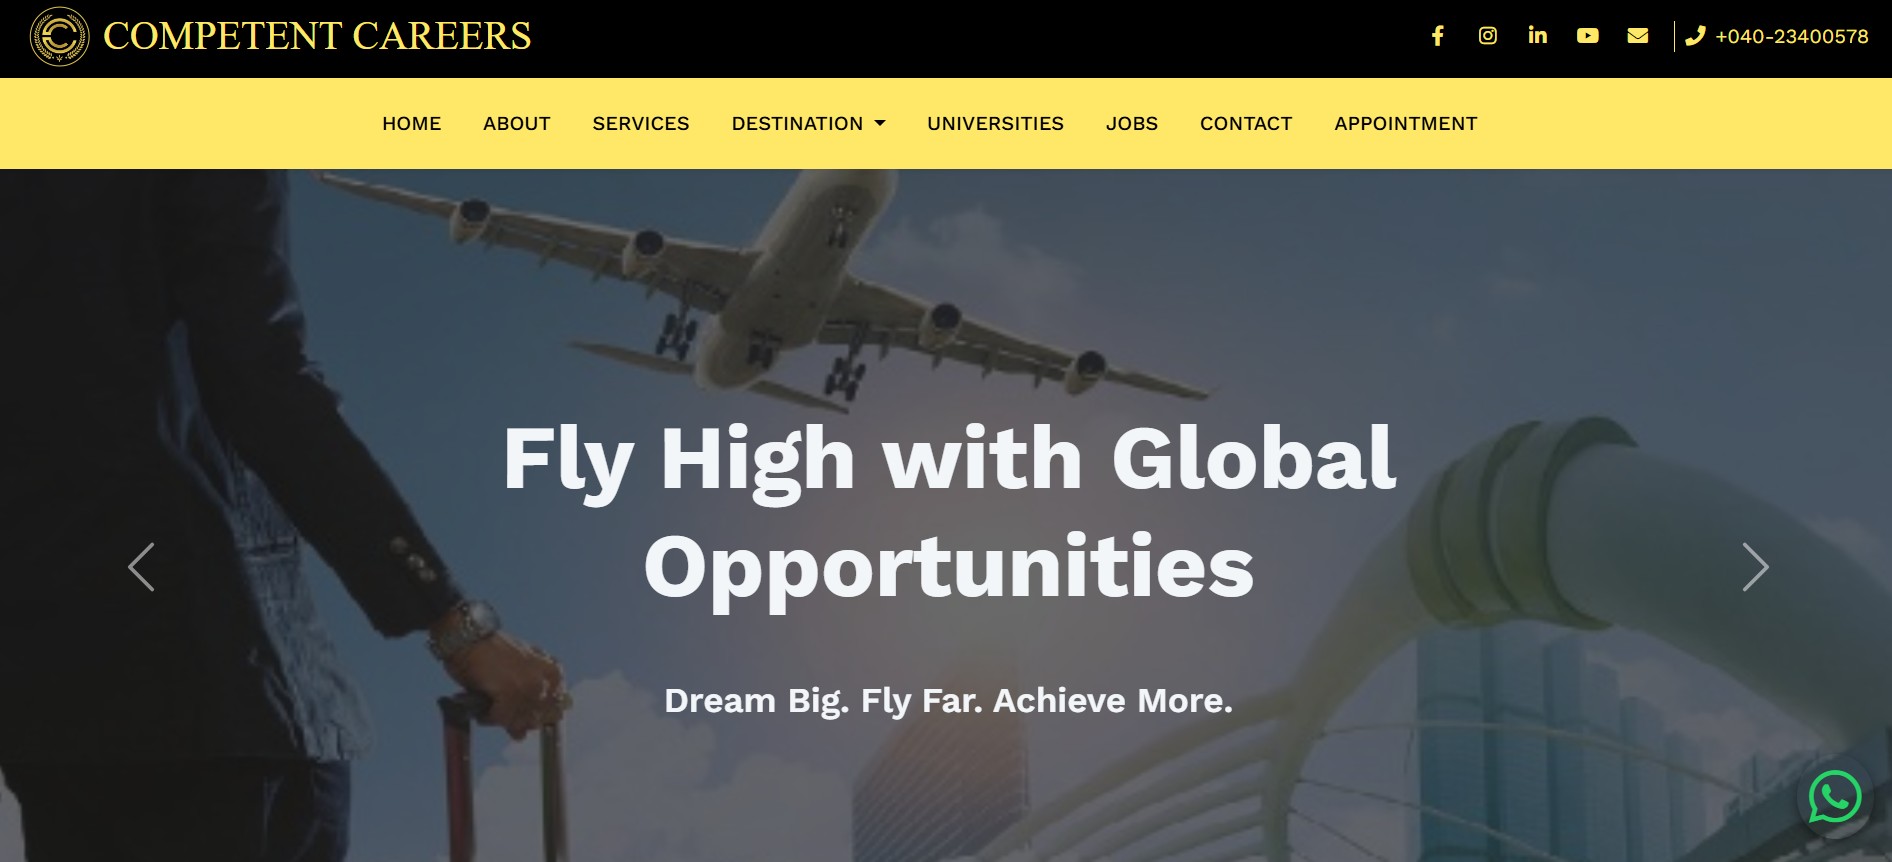 COMPETENT CAREERS
+040-23400578
HOME ABOUT SERVICES DESTINATION UNIVERSITIES JOBS CONTACT APPOINTMENT
Fly High with Global
Opportunities
Dream Big. Fly Far. Achieve More.